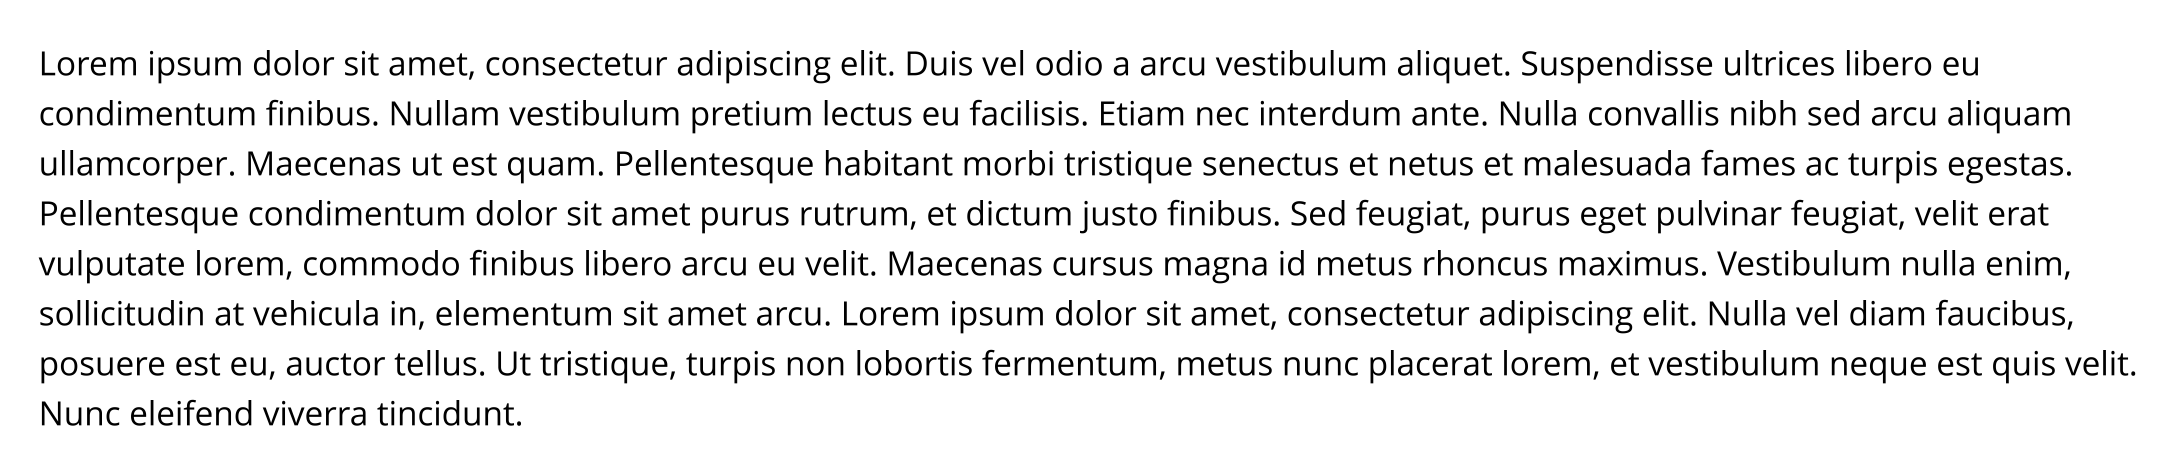 Lorem ipsum dolor sit amet, consectetur adipiscing elit. Duis vel odio a arcu vestibulum aliquet. Suspendisse ultrices libero eu
condimentum finibus. Nullam vestibulum pretium lectus eu facilisis. Etiam nec interdum ante. Nulla convallis nibh sed arcu aliquam
ullamcorper. Maecenas ut est quam. Pellentesque habitant morbi tristique senectus et netus et malesuada fames ac turpis egestas.
Pellentesque condimentum dolor sit amet purus rutrum, et dictum justo finibus. Sed feugiat, purus eget pulvinar feugiat, velit erat
vulputate lorem, commodo finibus libero arcu eu velit. Maecenas cursus magna id metus rhoncus maximus. Vestibulum nulla enim,
sollicitudin at vehicula in, elementum sit amet arcu. Lorem ipsum dolor sit amet, consectetur adipiscing elit. Nulla vel diam faucibus,
posuere est eu, auctor tellus. Ut tristique, turpis non lobortis fermentum, metus nunc placerat lorem, et vestibulum neque est quis velit.
Nunc eleifend viverra tincidunt.